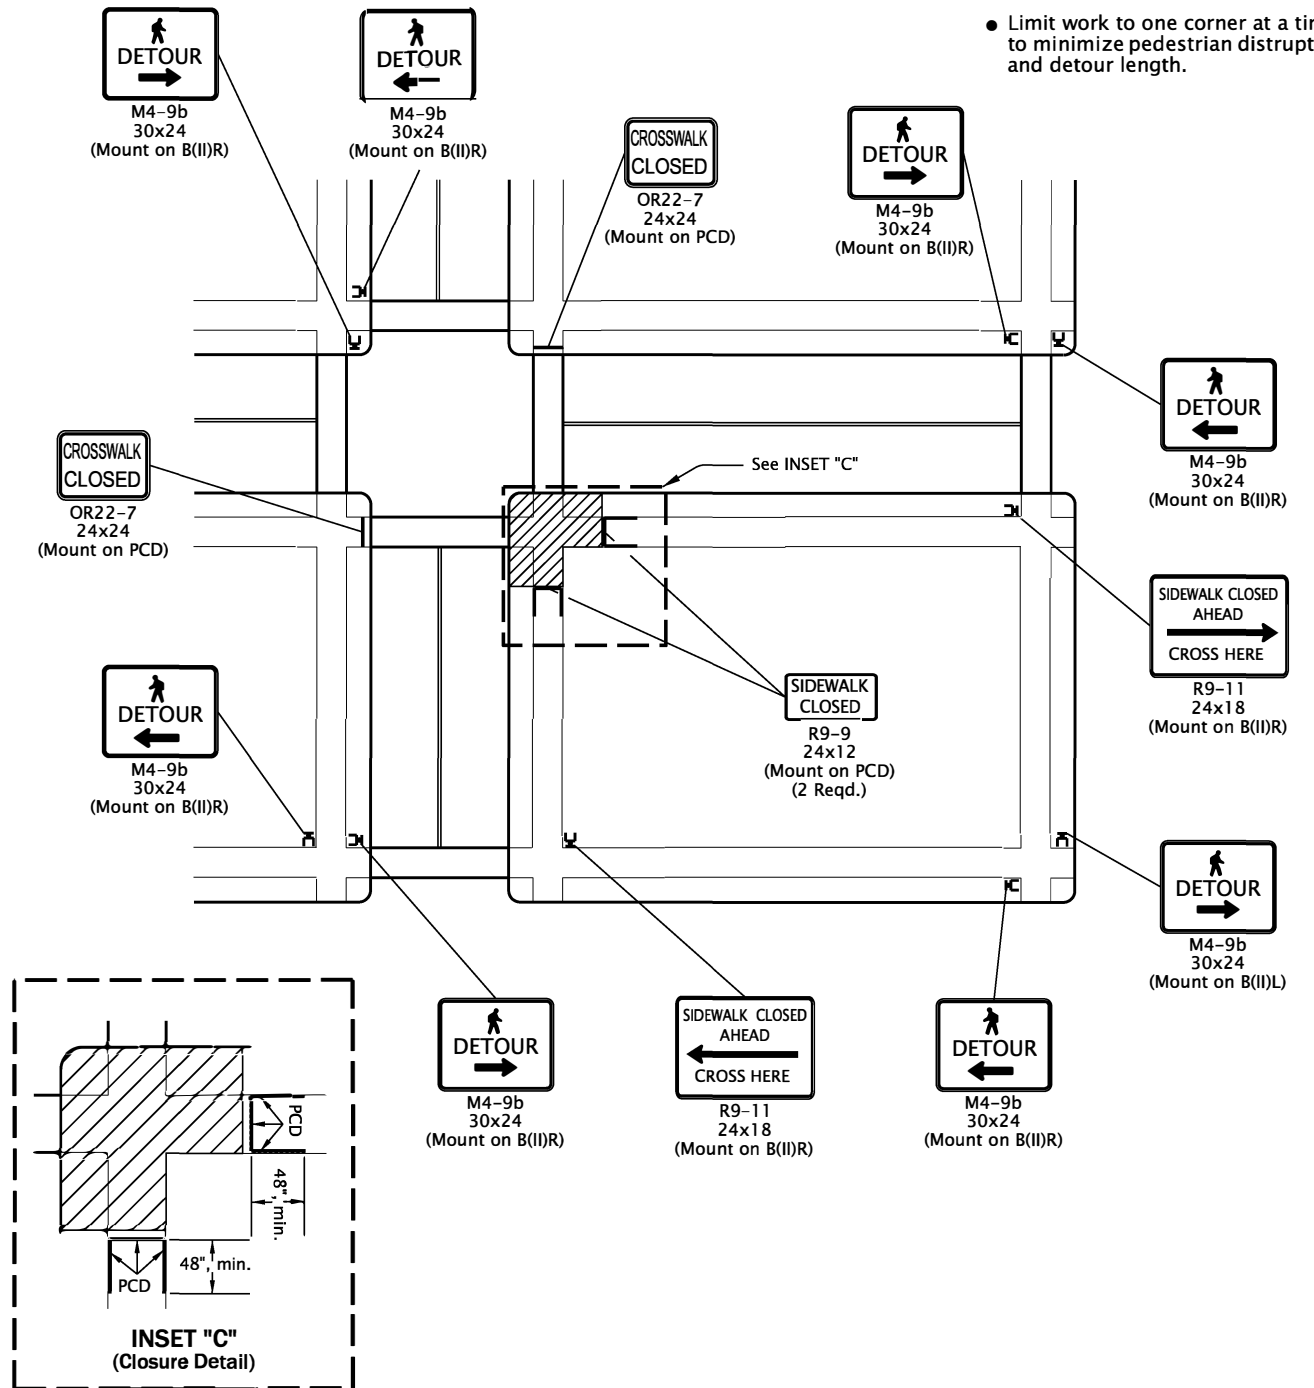 ● Limit work to one corner at a
to minimize pedestrian
and detour length.
DETOUR
M4-9b
30x24
(Mount on B(II)R)
DETOUR
M4-9b
30x24
(Mount on B(II)R)
CROSSWALK
CLOSED
OR22-7
24x24
(Mount on PCD)
DETOUR
M4-9b
30x24
(Mount on B(II)R)
DETOUR
M4-9b
30x24
(Mount on B(II)R)
See INSET "C"
CROSSWALK
CLOSED
OR22-7
24x24
(Mount on PCD)
SIDEWALK CLOSED
AHEAD
CROSS HERE
R9-11
24x18
(Mount on B(II)R)
DETOUR
M4-9b
30x24
(Mount on B(II)R)
SIDEWALK
CLOSED
R9-9
24x12
(Mount on PCD)
(2 Reqd.)
DETOUR
M4-9b
30x24
(Mount on B(II)L)
DETOUR
M4-9b
30x24
(Mount on B(II)R)
SIDEWALK CLOSED
AHEAD
CROSS HERE
R9-11
24x18
(Mount on B(II)R)
DETOUR
M4-9b
30x24
(Mount on B(II)R)
PCD
48", min.
48", min.
PCD
INSET "C"
(Closure Detail)